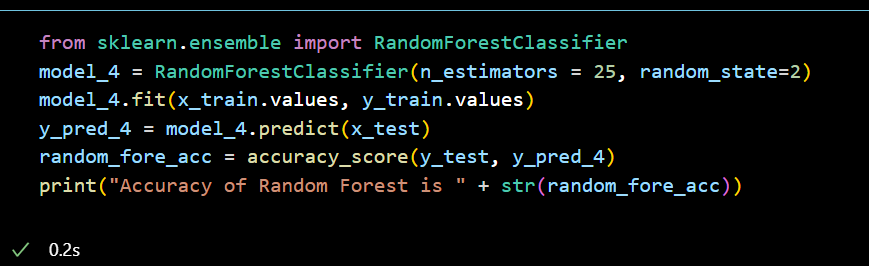 from sklearn.ensemble import RandomForestClassifier
model_4 = RandomForestClassifier(n_estimators = 25, random_state=2)
model_4.fit(x_train.values, y_train.values)
y_pred_4 = model_4.predict(x_test)
random_fore_acc = accuracy_score(y_test, y_pred_4)
print("Accuracy of Random Forest is " + str(random_fore_acc))
✓ 0.2s